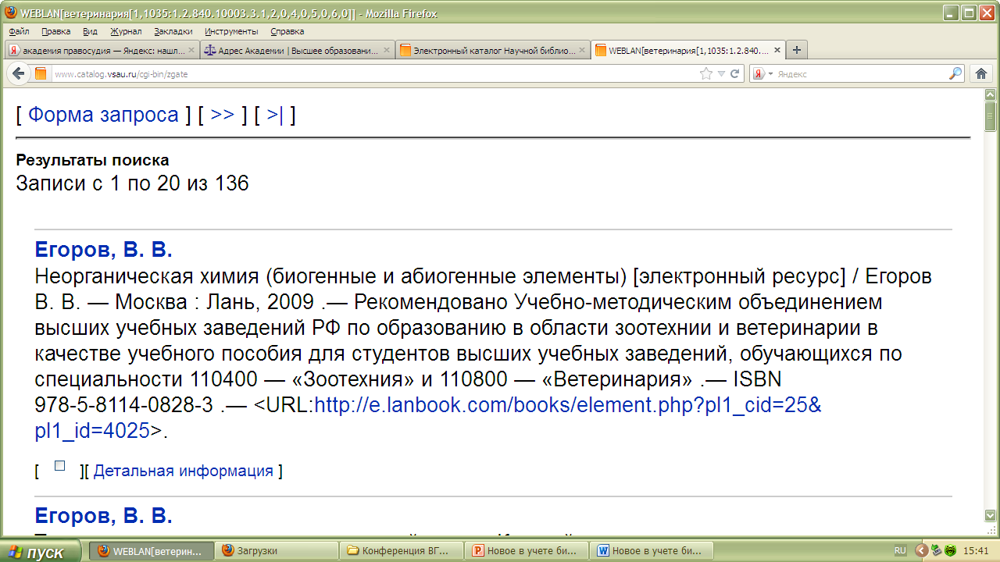 WEBLAN[ветеринария[1,1035:1.2.840.10003.3.1,2,0,4,0,5,0,6,0]] - Mozilla Firefox
Файл Правка Вид Журнал Закладки Инструменты Справка
академия правосудия — Яндекс: нашл... Адрес Академии | Высшее образовани... Электронный каталог Научной библио... WEBLAN[ветеринария[1,1035:1.2.840....
www.catalog.vsau.ru/cgi-bin/zgate Яндекс
[ Форма запроса ] [ >> ] [ >| ]
Результаты поиска
Записи с 1 по 20 из 136
Егоров, В. В.
Неорганическая химия (биогенные и абиогенные элементы) [электронный ресурс] / Егоров
В. В. — Москва : Лань, 2009 .— Рекомендовано Учебно-методическим объединением
высших учебных заведений РФ по образованию в области зоотехнии и ветеринарии в
качестве учебного пособия для студентов высших учебных заведений, обучающихся по
специальности 110400 — «Зоотехния» и 110800 — «Ветеринария» .— ISBN
978-5-8114-0828-3 .— <URL:http://e.lanbook.com/books/element.php?pl1_cid=25&
pl1_id=4025>.
[ ][ Детальная информация ]
Егоров, В. В.
пуск WEBLAN[ветерин... Загрузки Конференция ВГ... Новое в учете би... Новое в учете би... RU 15:41